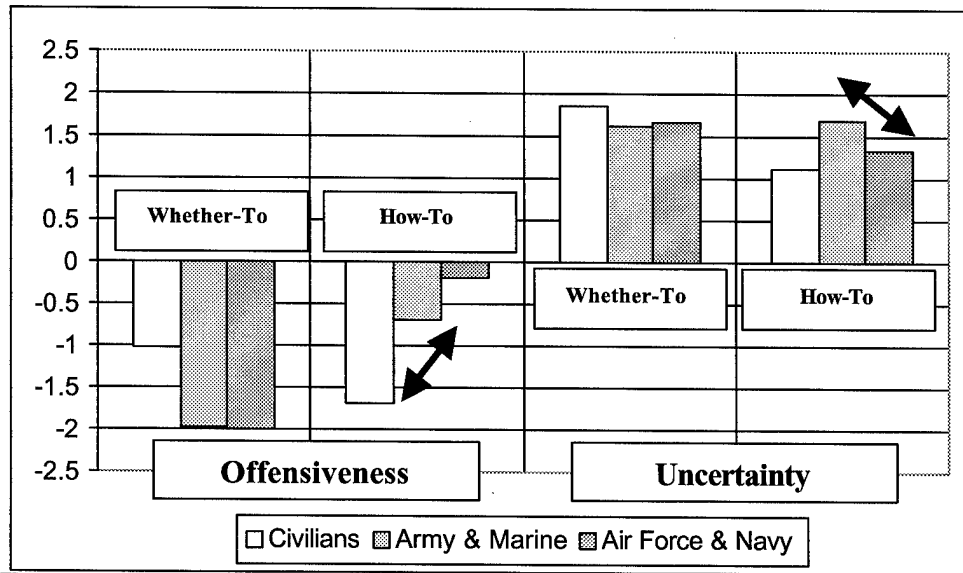 2.5
2
1.5
1
0.5
0
-0.5
-1
-1.5
-2
-2.5
Whether-To
How-To
Whether-To
How-To
Offensiveness
Uncertainty
Civilians Army & Marine Air Force & Navy